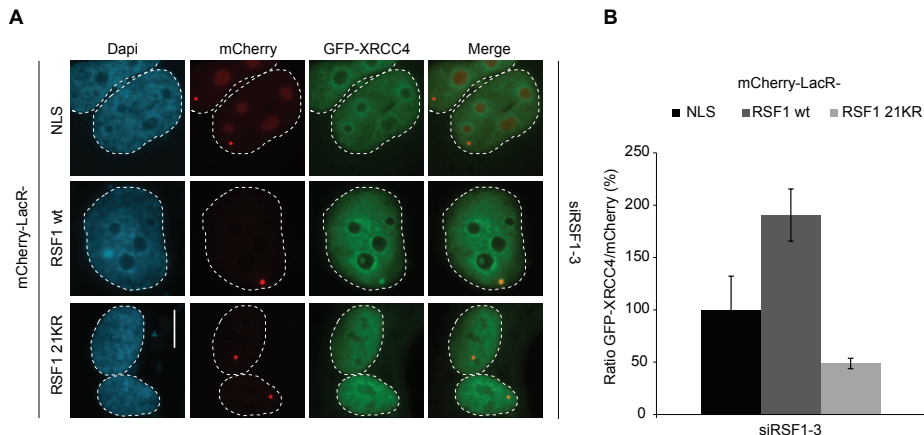 A
Dapi
mCherry
GFP-XRCC4
Merge
mCherry-LacR-
NLS
RSF1 wt
RSF1 21KR
siRSF1-3
B
mCherry-LacR-
NLS RSF1 wt RSF1 21KR
Ratio GFP-XRCC4/mCherry (%)
250
200
150
100
50
0
siRSF1-3